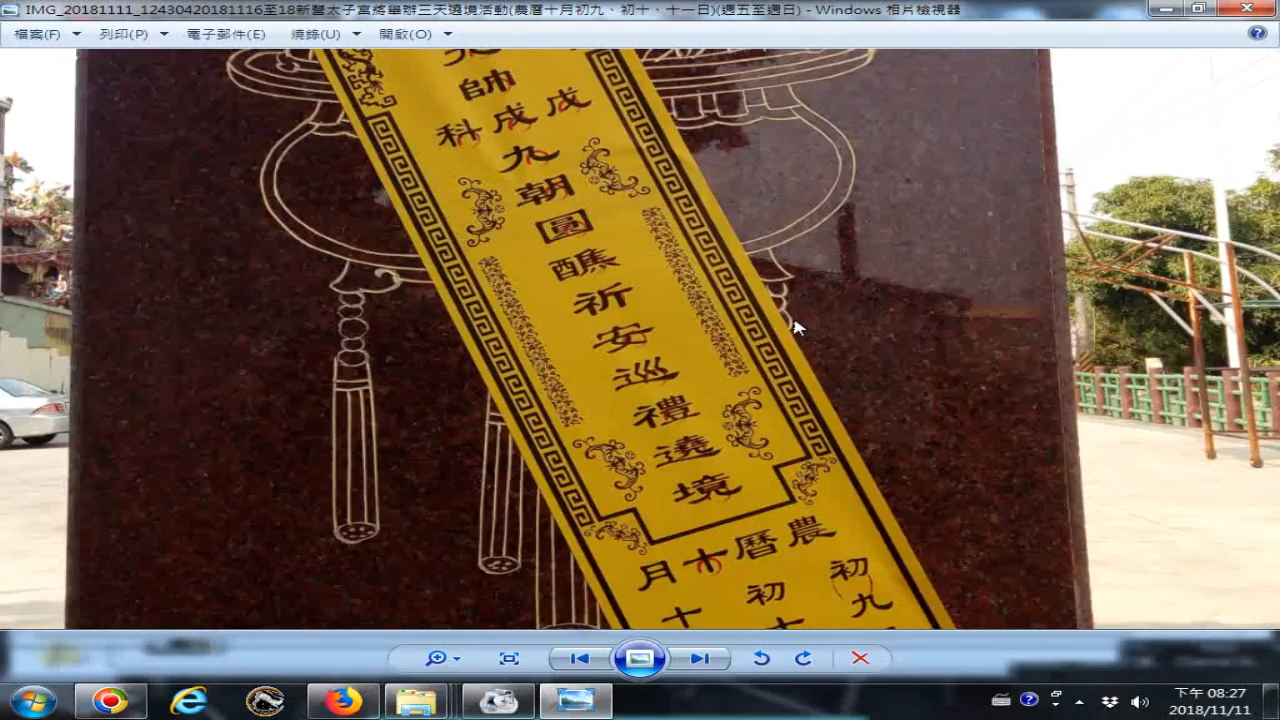 IMG_20181111_12430420181116至18新營太子宮將舉辦三天遶境活動(農曆十月初九、初十、十一日)(週五至週日) - Windows 相片檢視器
檔案(F) 列印(P) 電子郵件(E) 燒錄(U) 開啟(O)
帥
戊戌科
九朝圓醮祈安巡禮遶境
農曆十月
初九
初十
十
下午 08:27
2018/11/11